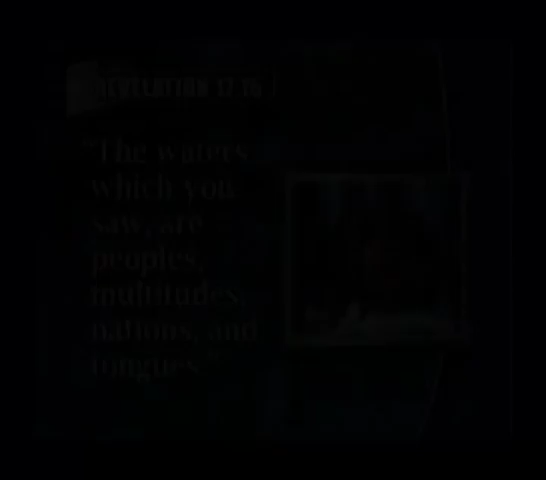 REVELATION 17:15
"The waters
which you
saw, are
peoples,
multitudes,
nations, and
tongues."